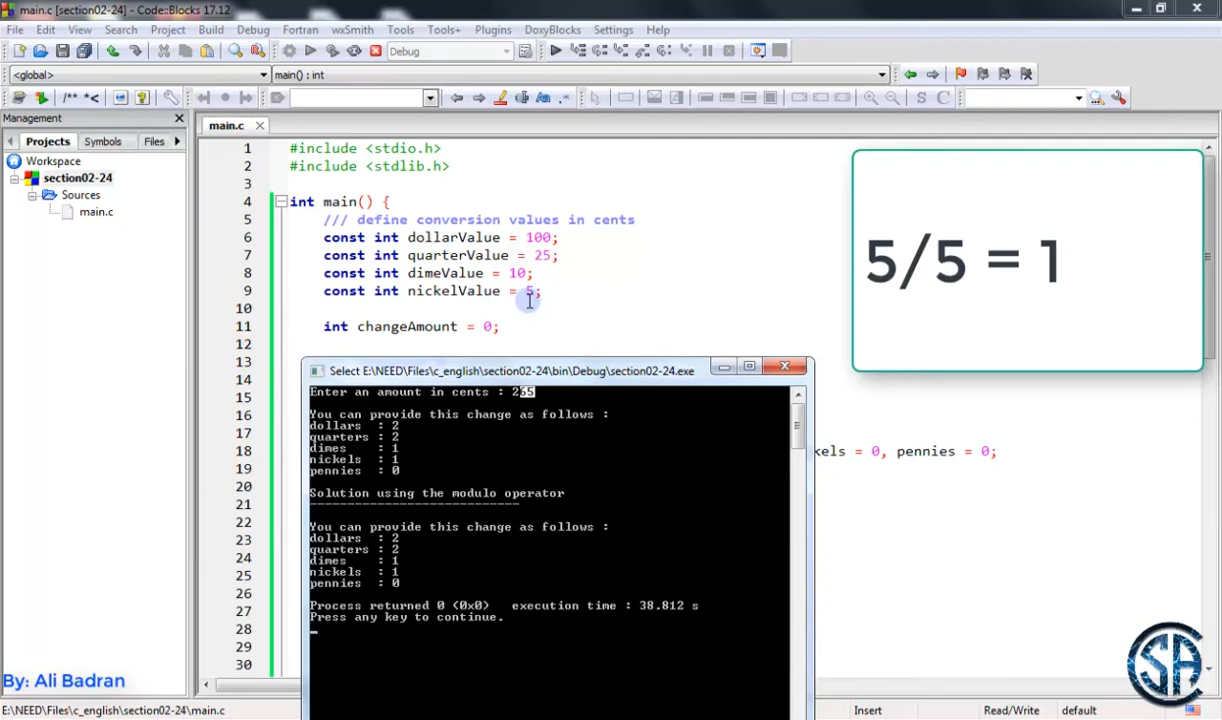 main.c [section02-24] - Code::Blocks 17.12
File Edit View Search Project Build Debug Fortran wxSmith Tools Tools+ Plugins DoxyBlocks Settings Help
Debug
<global> main() : int
/** *<
S C
Management
main.c
Projects Symbols Files
Workspace
section02-24
Sources
main.c
1 #include <stdio.h>
2 #include <stdlib.h>
3
4 int main() {
5 /// define conversion values in cents
6 const int dollarValue = 100;
7 const int quarterValue = 25;
8 const int dimeValue = 10;
9 const int nickelValue = 5;
10
11 int changeAmount = 0;
12
13
14
15
16
17
18 kels = 0, pennies = 0;
19
20
21
22
23
24
25
26
27
28
29
30
5/5 = 1
Select E:\NEED\Files\c_english\section02-24\bin\Debug\section02-24.exe
Enter an amount in cents : 265
You can provide this change as follows :
dollars : 2
quarters : 2
dimes : 1
nickels : 1
pennies : 0
Solution using the modulo operator
----------------------------
You can provide this change as follows :
dollars : 2
quarters : 2
dimes : 1
nickels : 1
pennies : 0
Process returned 0 (0x0) execution time : 38.812 s
Press any key to continue.
By: Ali Badran
E:\NEED\Files\c_english\section02-24\main.c Insert Read/Write default